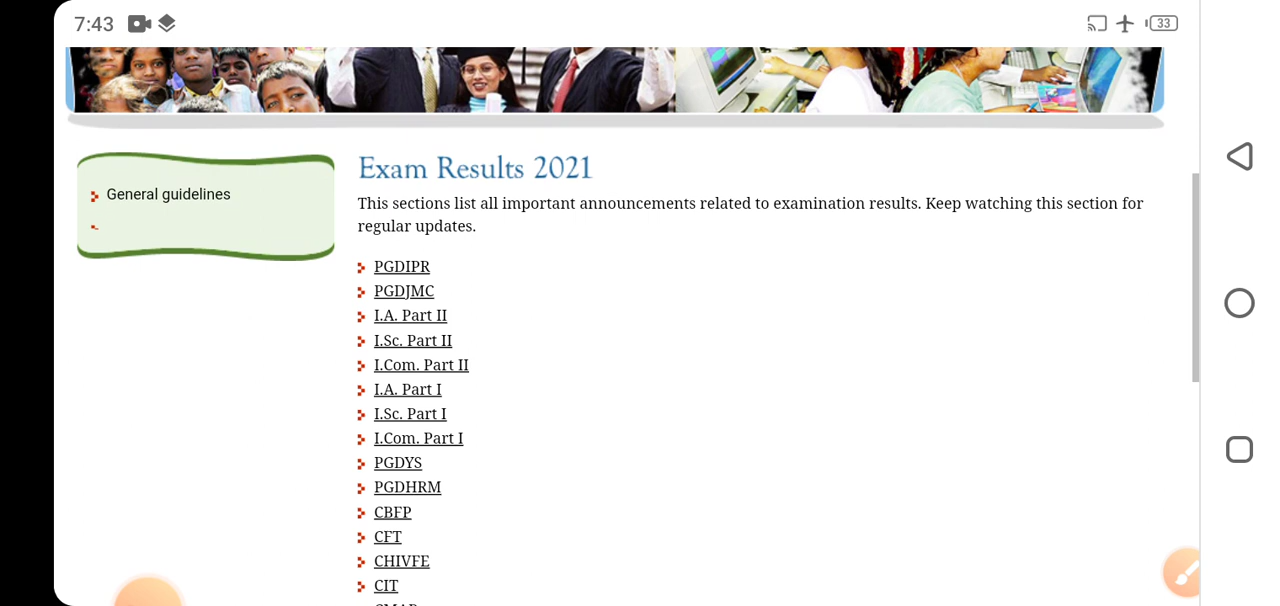 7:43
33
Exam Results 2021
General guidelines
This sections list all important announcements related to examination results. Keep watching this section for
regular updates.
PGDIPR
PGDJMC
I.A. Part II
I.Sc. Part II
I.Com. Part II
I.A. Part I
I.Sc. Part I
I.Com. Part I
PGDYS
PGDHRM
CBFP
CFT
CHIVFE
CIT